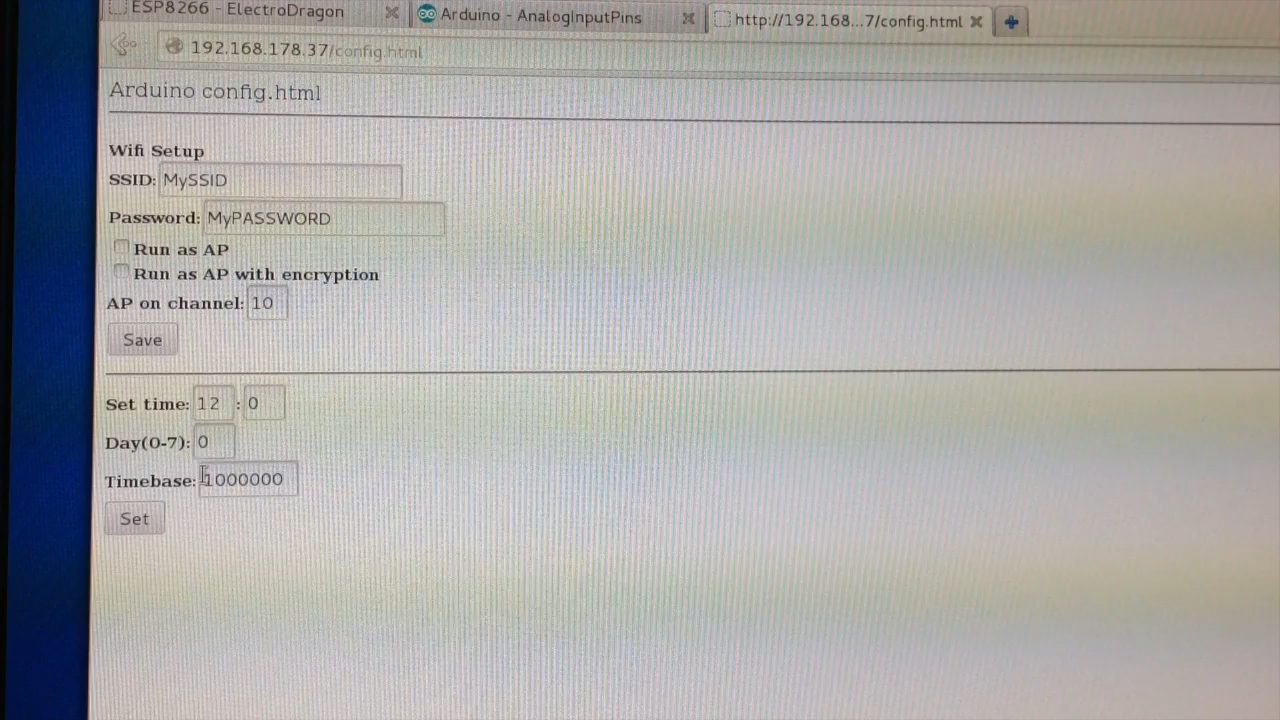 ESP8266 - ElectroDragon Arduino - AnalogInputPins http://192.168...7/config.html
192.168.178.37/config.html
Arduino config.html
Wifi Setup
SSID: MySSID
Password: MyPASSWORD
Run as AP
Run as AP with encryption
AP on channel: 10
Save
Set time: 12 : 0
Day(0-7): 0
Timebase: 1000000
Set